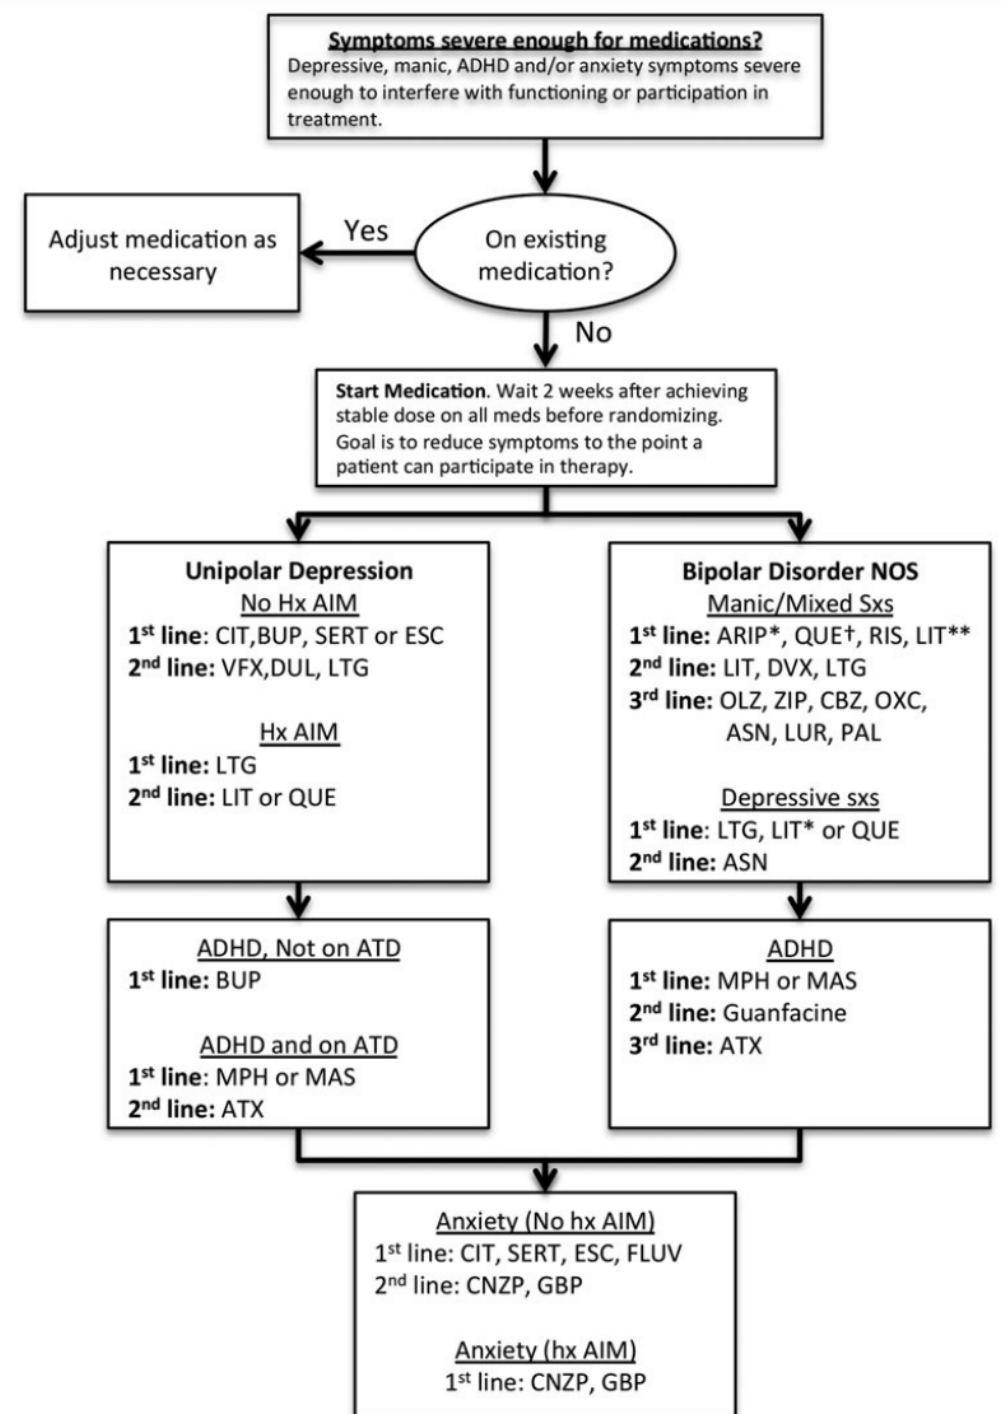 Symptoms severe enough for medications?
Depressive, manic, ADHD and/or anxiety symptoms severe
enough to interfere with functioning or participation in
treatment.
On existing
medication?
Yes
Adjust medication as
necessary
No
Start Medication. Wait 2 weeks after achieving
stable dose on all meds before randomizing.
Goal is to reduce symptoms to the point a
patient can participate in therapy.
Unipolar Depression
No Hx AIM
1st line: CIT,BUP, SERT or ESC
2nd line: VFX,DUL, LTG
Hx AIM
1st line: LTG
2nd line: LIT or QUE
Bipolar Disorder NOS
Manic/Mixed Sxs
1st line: ARIP*, QUE†, RIS, LIT**
2nd line: LIT, DVX, LTG
3rd line: OLZ, ZIP, CBZ, OXC,
ASN, LUR, PAL
Depressive sxs
1st line: LTG, LIT* or QUE
2nd line: ASN
ADHD, Not on ATD
1st line: BUP
ADHD and on ATD
1st line: MPH or MAS
2nd line: ATX
ADHD
1st line: MPH or MAS
2nd line: Guanfacine
3rd line: ATX
Anxiety (No hx AIM)
1st line: CIT, SERT, ESC, FLUV
2nd line: CNZP, GBP
Anxiety (hx AIM)
1st line: CNZP, GBP